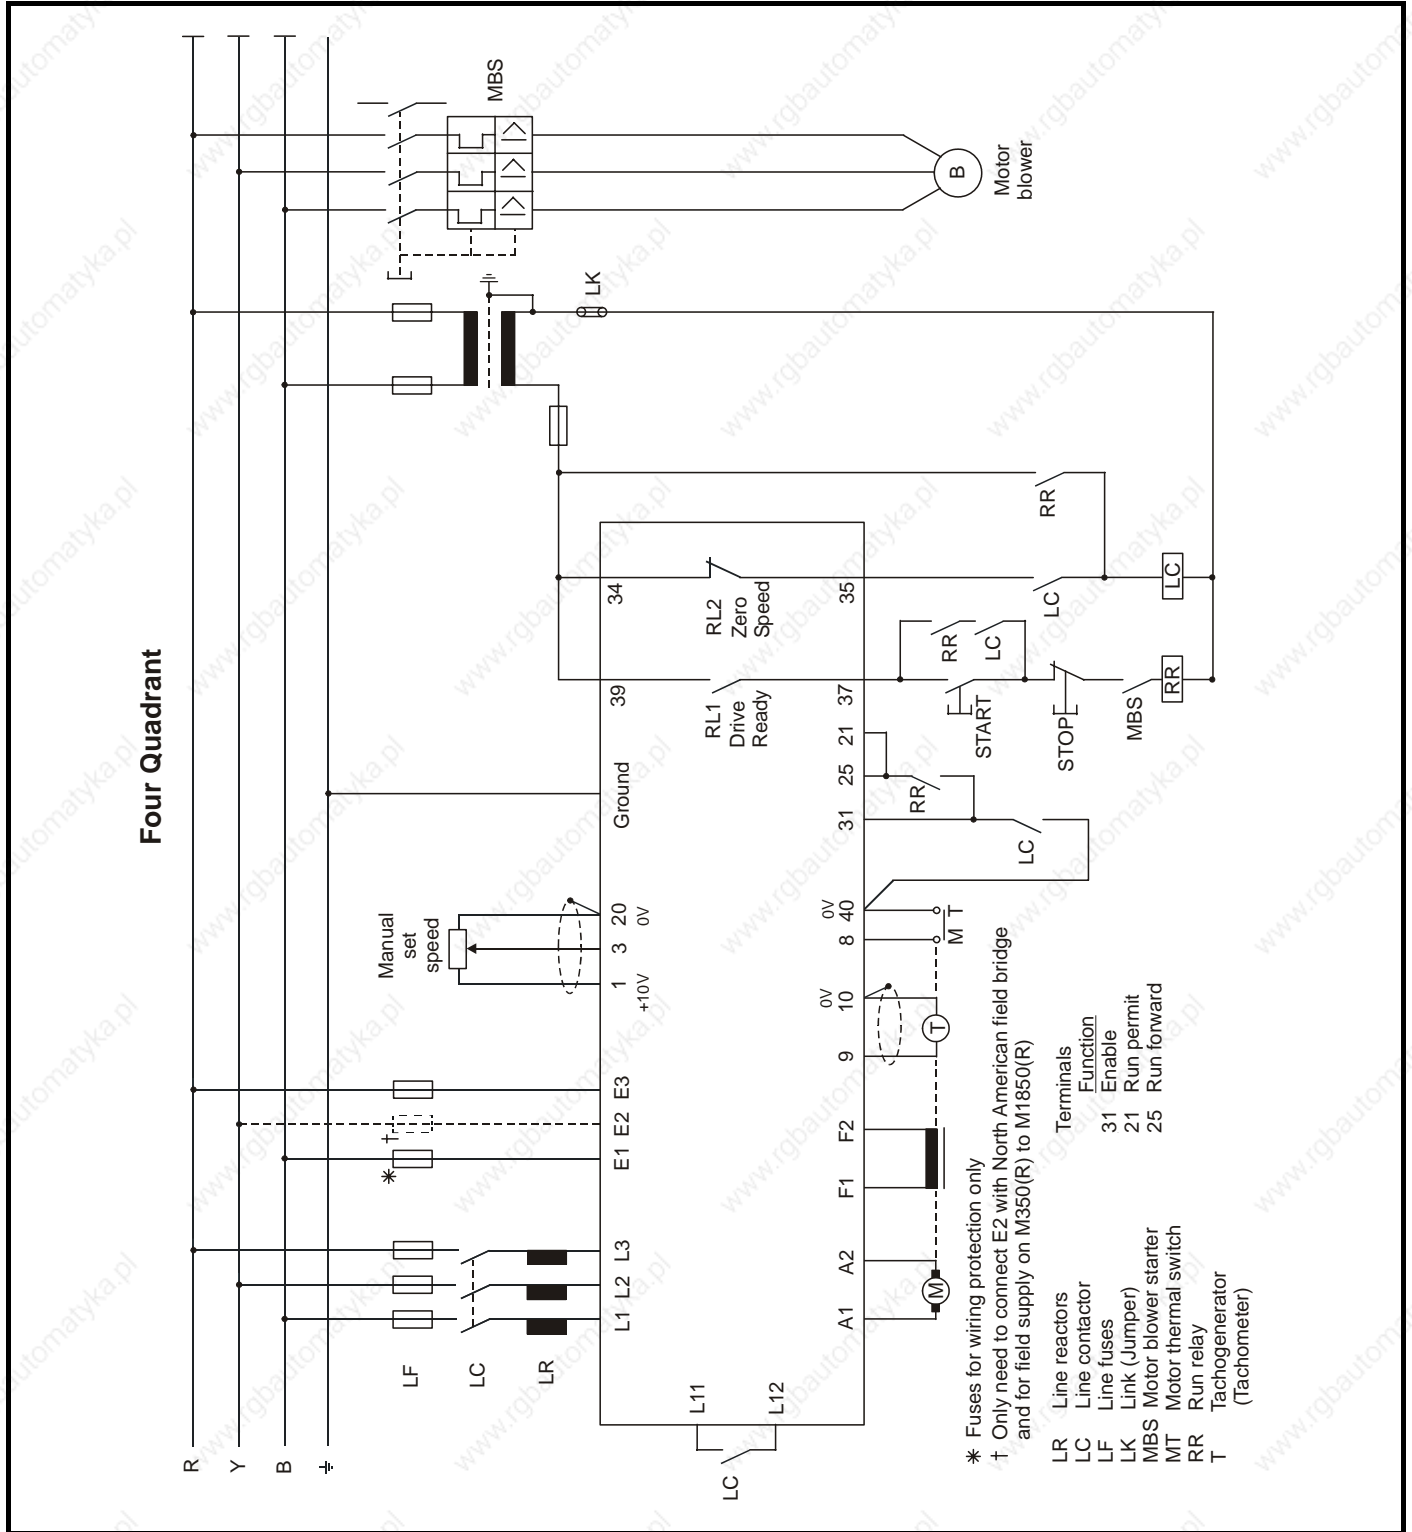 Four Quadrant
R
Y
B
LF
LC
LR
L11
L12
LC
L1
L2
L3
E1
E2
E3
*
†
Manual
set
speed
1
3
20
+10V
0V
Ground
39
34
RL1
Drive
Ready
RL2
Zero
Speed
A1
A2
F1
F2
9
10
8
40
31
25
21
37
35
0V
0V
M
T
M T
LC
RR
START
RR
LC
STOP
MBS
RR
LC
LC
RR
LK
MBS
B
Motor
blower
* Fuses for wiring protection only
† Only need to connect E2 with North American field bridge
and for field supply on M350(R) to M1850(R)
LR Line reactors
LC Line contactor
LF Line fuses
LK Link (Jumper)
MBS Motor blower starter
MT Motor thermal switch
RR Run relay
T Tachogenerator
(Tachometer)
Terminals
Function
31 Enable
21 Run permit
25 Run forward
www.rgbautomatyka.pl